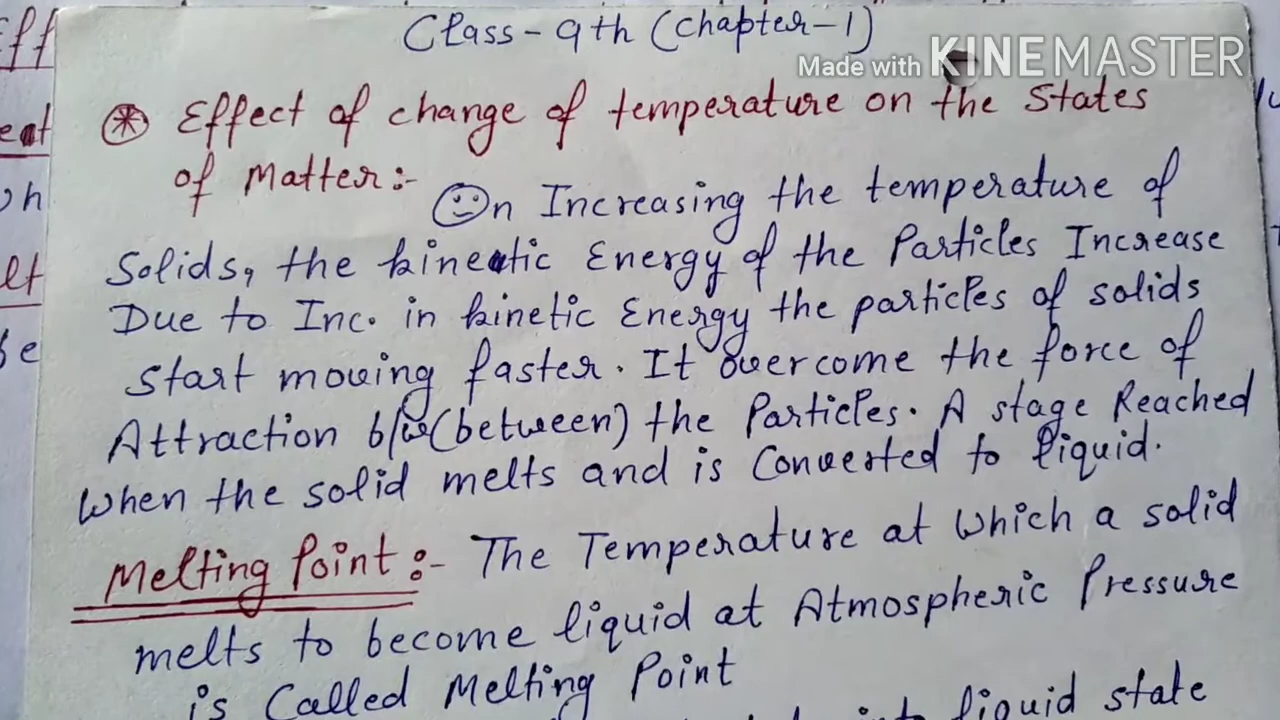 Class - 9th (chapter-1)
Made with KINEMASTER
Effect of change of temperature on the States
of Matter :-
On Increasing the temperature of
Solids, the kinetic Energy of the Particles Increase
Due to Inc. in kinetic Energy the particles of solids
start moving faster. It overcome the force of
Attraction b/w (between) the Particles. A stage Reached
when the solid melts and is Converted to liquid.
Melting Point :- The Temperature at which a solid
melts to become liquid at Atmospheric Pressure
is Called Melting Point
liquid state